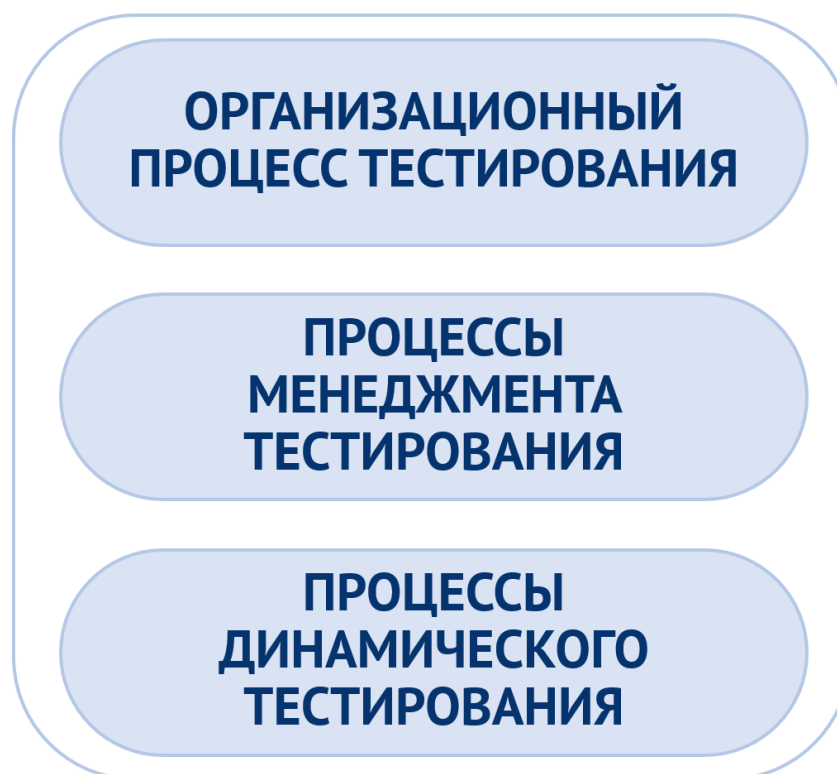 ОРГАНИЗАЦИОННЫЙ
ПРОЦЕСС ТЕСТИРОВАНИЯ
ПРОЦЕССЫ
МЕНЕДЖМЕНТА
ТЕСТИРОВАНИЯ
ПРОЦЕССЫ
ДИНАМИЧЕСКОГО
ТЕСТИРОВАНИЯ